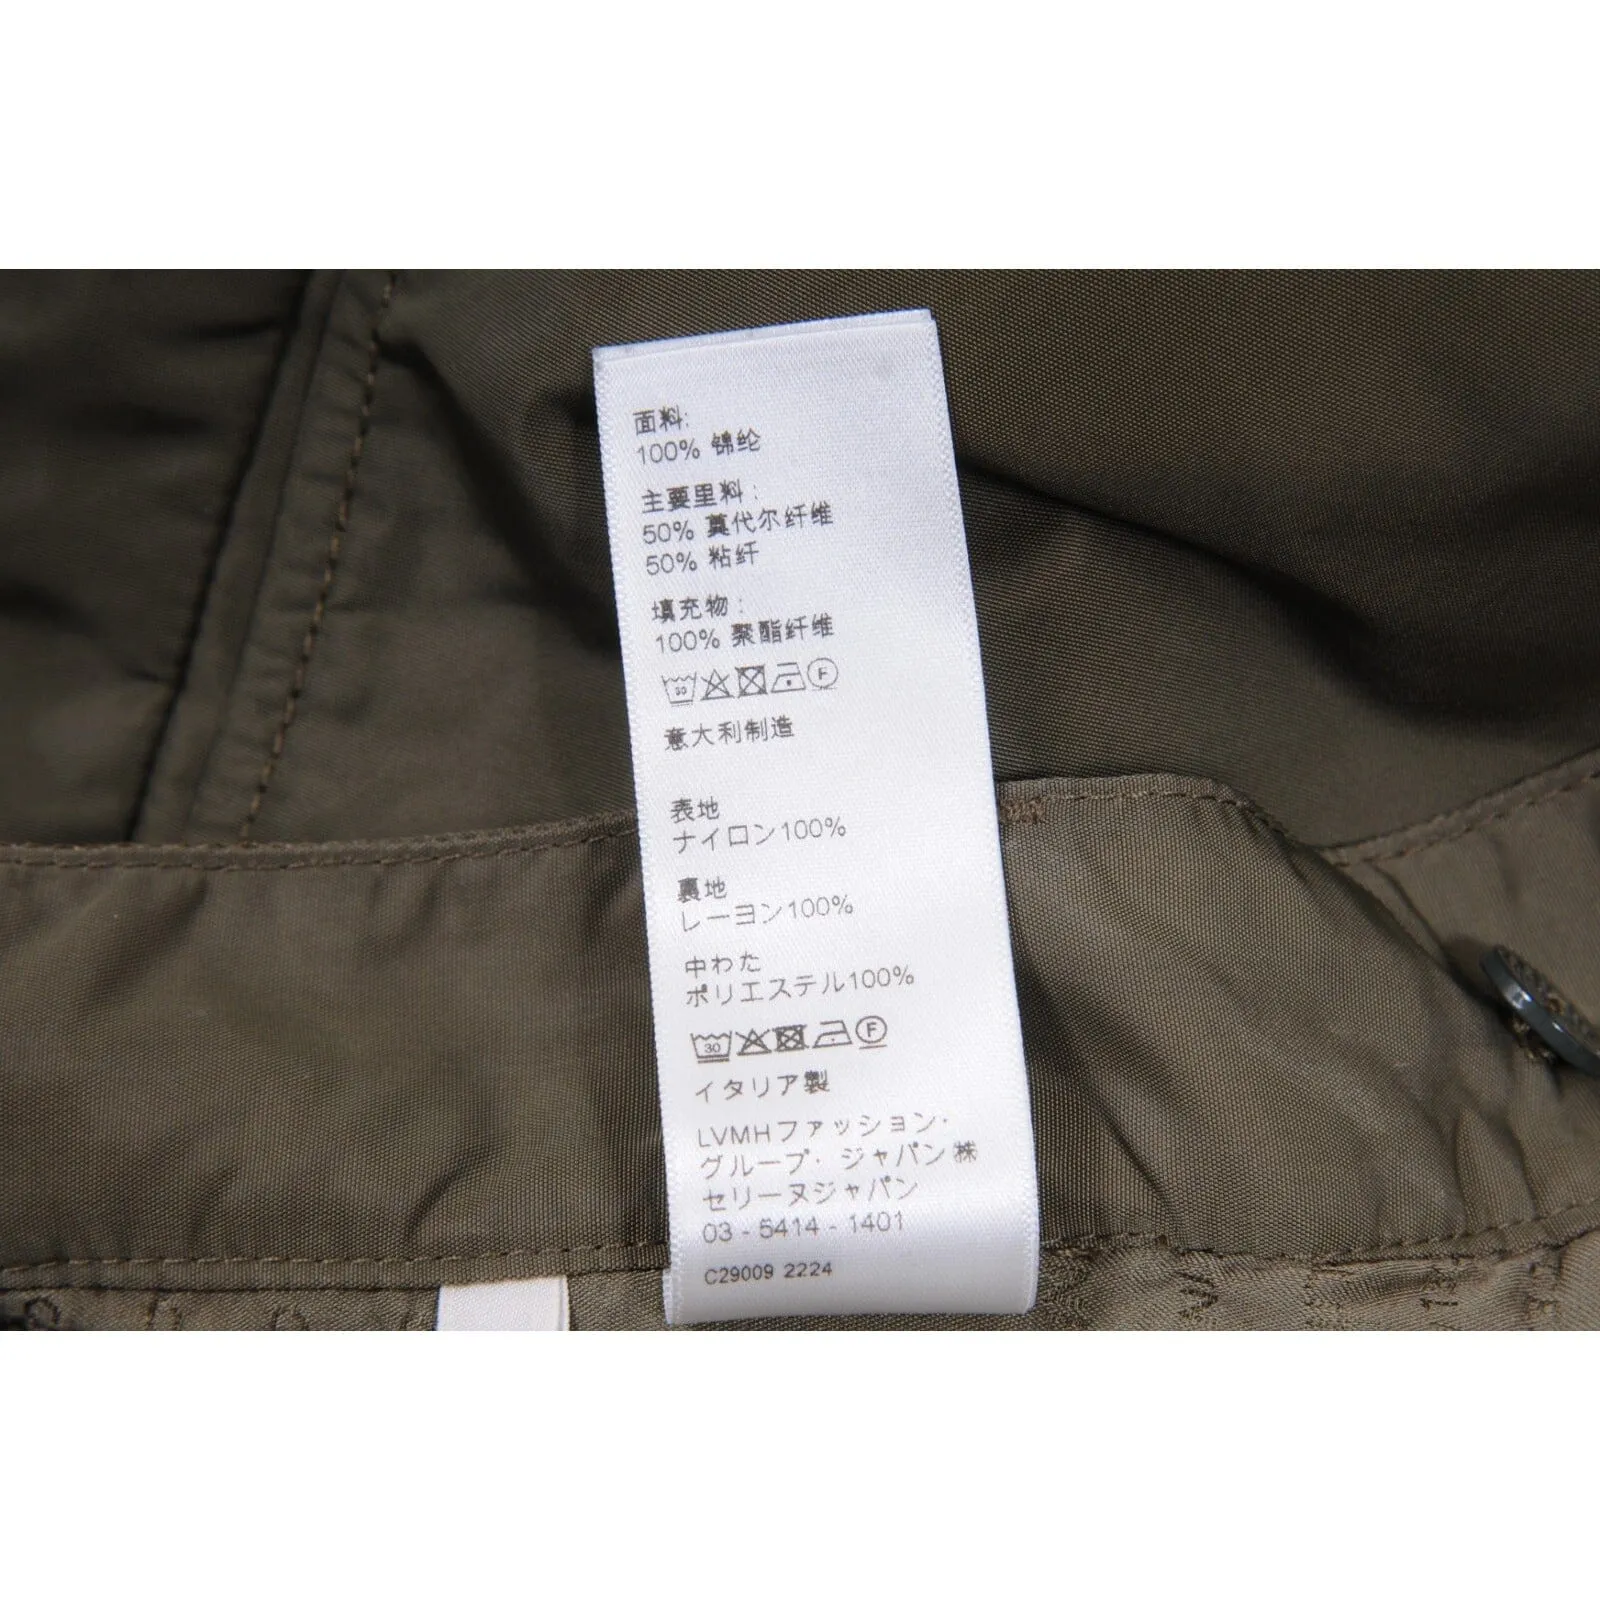 面料:
100% 锦纶
主要里料:
50% 莫代尔纤维
50% 粘纤
填充物:
100% 聚酯纤维
30 F
意大利制造
表地
ナイロン100%
裏地
レーヨン100%
中わた
ポリエステル100%
30 F
イタリア製
LVMHファッション・
グループ・ジャパン㈱
セリーヌジャパン
03 - 5414 - 1401
C29009 2224